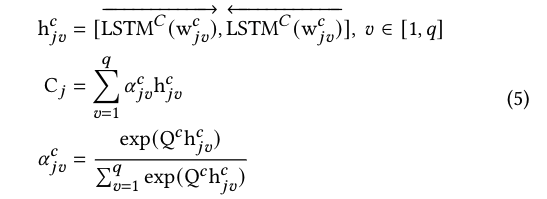 h^c_{jv} = [\overrightarrow{LSTM^C(w^c_{jv})}, \overleftarrow{LSTM^C(w^c_{jv})}], v ∈ [1, q]
C_j = \sum_{v=1}^{q} α^c_{jv} h^c_{jv}
(5)
α^c_{jv} = \frac{exp(Q^c h^c_{jv})}{\sum_{v=1}^{q} exp(Q^c h^c_{jv})}